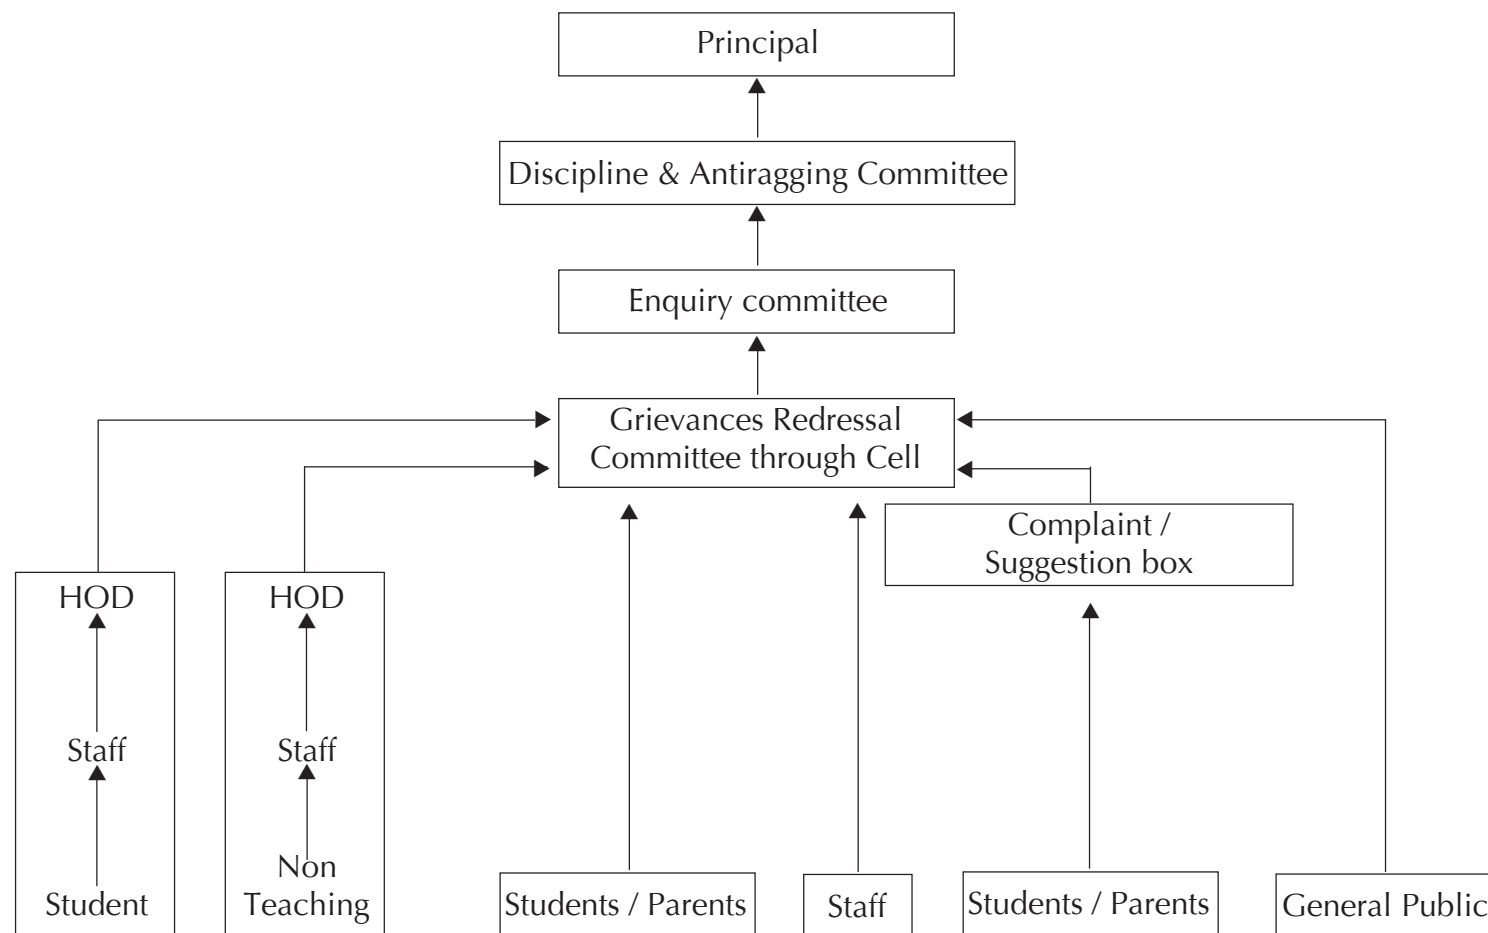 Principal
Discipline & Antiragging Committee
Enquiry committee
Grievances Redressal
Committee through Cell
Complaint /
Suggestion box
HOD
HOD
Staff
Staff
Student
Non
Teaching
Students / Parents
Staff
Students / Parents
General Public